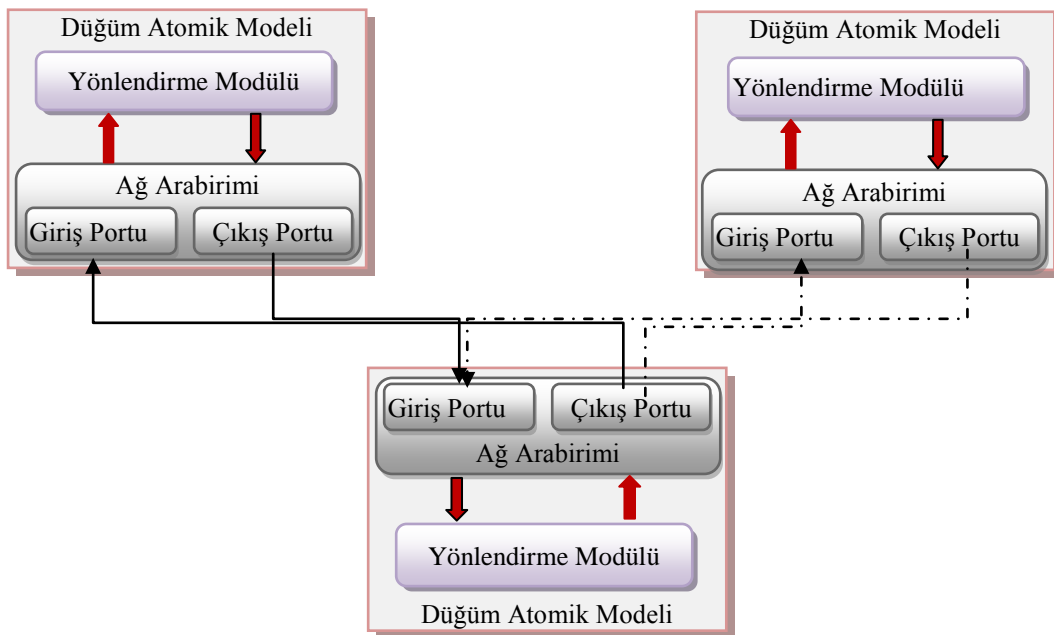 Düğüm Atomik Modeli
Yönlendirme Modülü
Ağ Arabirimi
Giriş Portu
Çıkış Portu
Düğüm Atomik Modeli
Yönlendirme Modülü
Ağ Arabirimi
Giriş Portu
Çıkış Portu
Giriş Portu
Çıkış Portu
Ağ Arabirimi
Yönlendirme Modülü
Düğüm Atomik Modeli